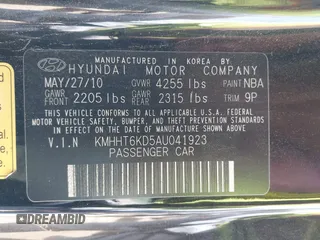 MANUFACTURED IN KOREA BY
HYUNDAI MOTOR COMPANY
MAY/27/10 GVWR 4255 lbs PAINT NBA
GAWR FRONT 2205 lbs GAWR REAR 2315 lbs TRIM 9P
THIS VEHICLE CONFORMS TO ALL APPLICABLE U.S. FEDERAL
MOTOR VEHICLE SAFETY, BUMPER, AND THEFT PREVENTION
STANDARDS IN EFFECT ON THE DATE OF MANUFACTURE
SHOWN ABOVE.
V.I.N KMHHT6KD5AU041923
PASSENGER CAR
DREAMBID